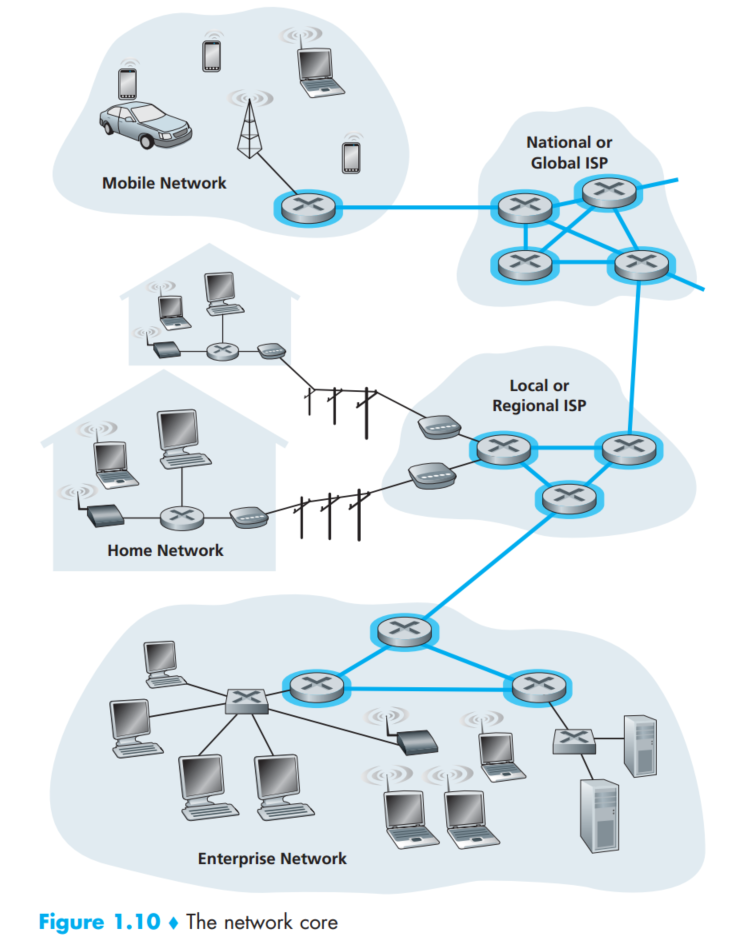 National or
Global ISP
Mobile Network
Local or
Regional ISP
Home Network
Enterprise Network
Figure 1.10 ♦ The network core